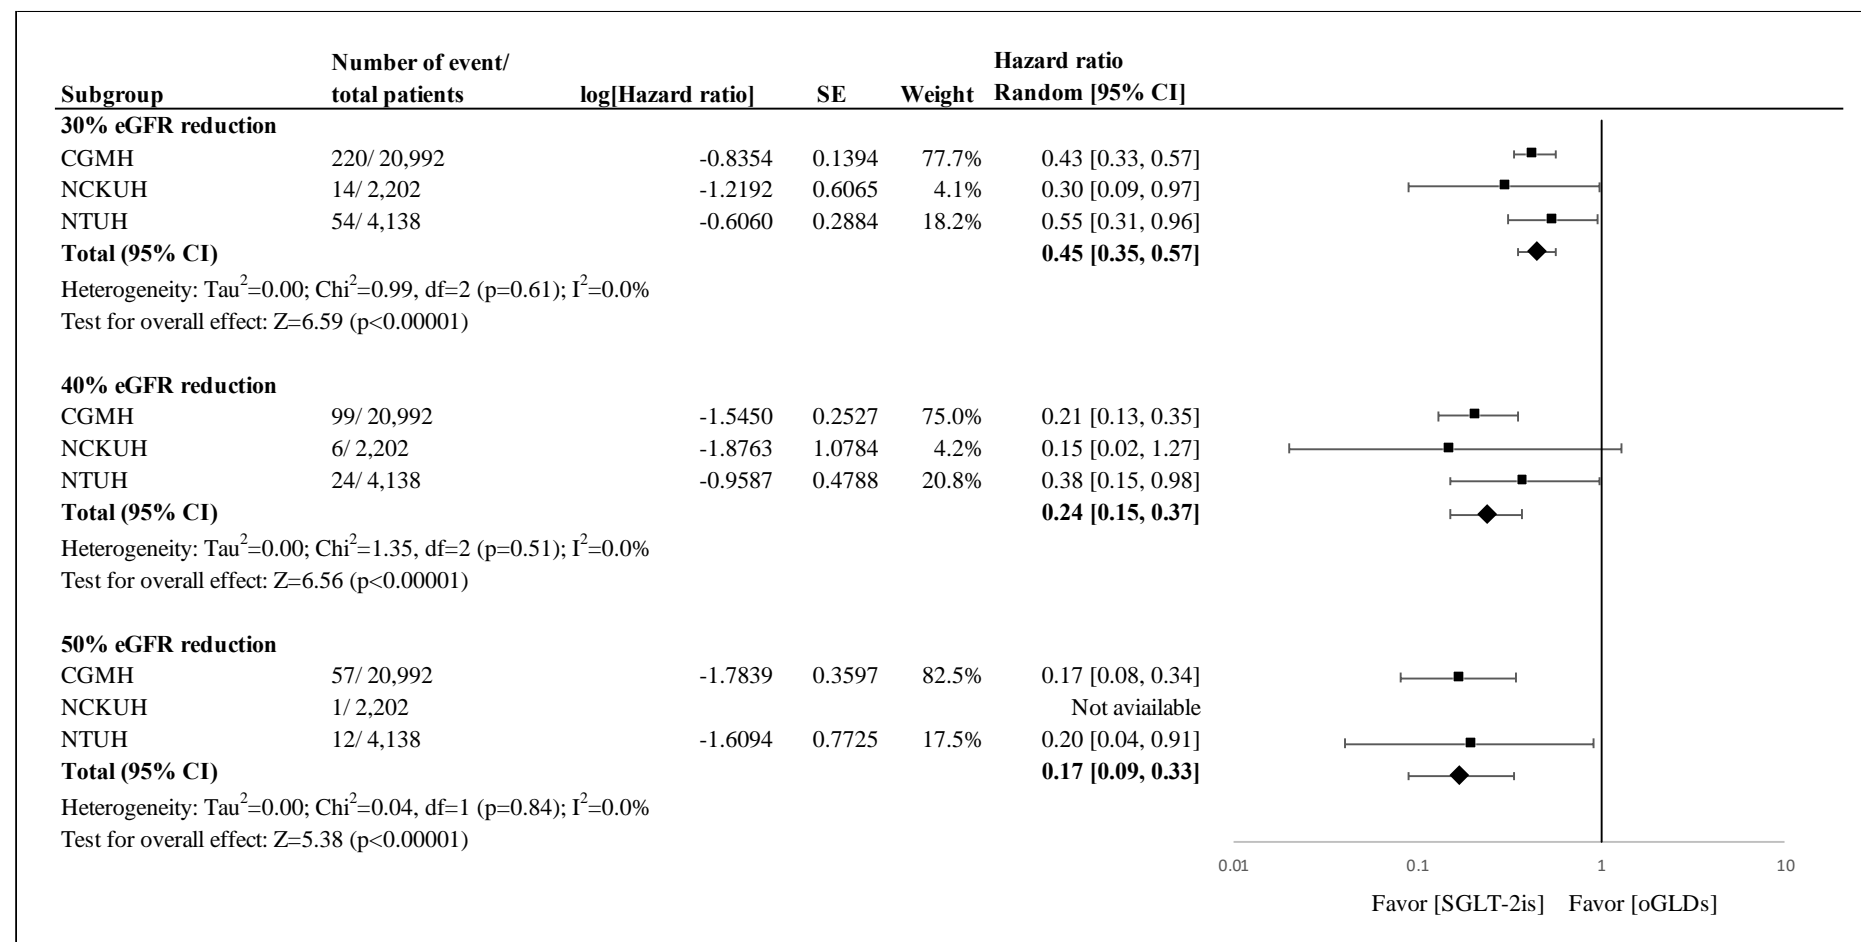 Number of event/ Hazard ratio
Subgroup total patients log[Hazard ratio] SE Weight Random [95% CI]
30% eGFR reduction
CGMH 220/ 20,992 -0.8354 0.1394 77.7% 0.43 [0.33, 0.57]
NCKUH 14/ 2,202 -1.2192 0.6065 4.1% 0.30 [0.09, 0.97]
NTUH 54/ 4,138 -0.6060 0.2884 18.2% 0.55 [0.31, 0.96]
Total (95% CI) 0.45 [0.35, 0.57]
Heterogeneity: Tau²=0.00; Chi²=0.99, df=2 (p=0.61); I²=0.0%
Test for overall effect: Z=6.59 (p<0.00001)
40% eGFR reduction
CGMH 99/ 20,992 -1.5450 0.2527 75.0% 0.21 [0.13, 0.35]
NCKUH 6/ 2,202 -1.8763 1.0784 4.2% 0.15 [0.02, 1.27]
NTUH 24/ 4,138 -0.9587 0.4788 20.8% 0.38 [0.15, 0.98]
Total (95% CI) 0.24 [0.15, 0.37]
Heterogeneity: Tau²=0.00; Chi²=1.35, df=2 (p=0.51); I²=0.0%
Test for overall effect: Z=6.56 (p<0.00001)
50% eGFR reduction
CGMH 57/ 20,992 -1.7839 0.3597 82.5% 0.17 [0.08, 0.34]
NCKUH 1/ 2,202 Not aviailable
NTUH 12/ 4,138 -1.6094 0.7725 17.5% 0.20 [0.04, 0.91]
Total (95% CI) 0.17 [0.09, 0.33]
Heterogeneity: Tau²=0.00; Chi²=0.04, df=1 (p=0.84); I²=0.0%
Test for overall effect: Z=5.38 (p<0.00001)
0.01 0.1 1 10
Favor [SGLT-2is] Favor [oGLDs]